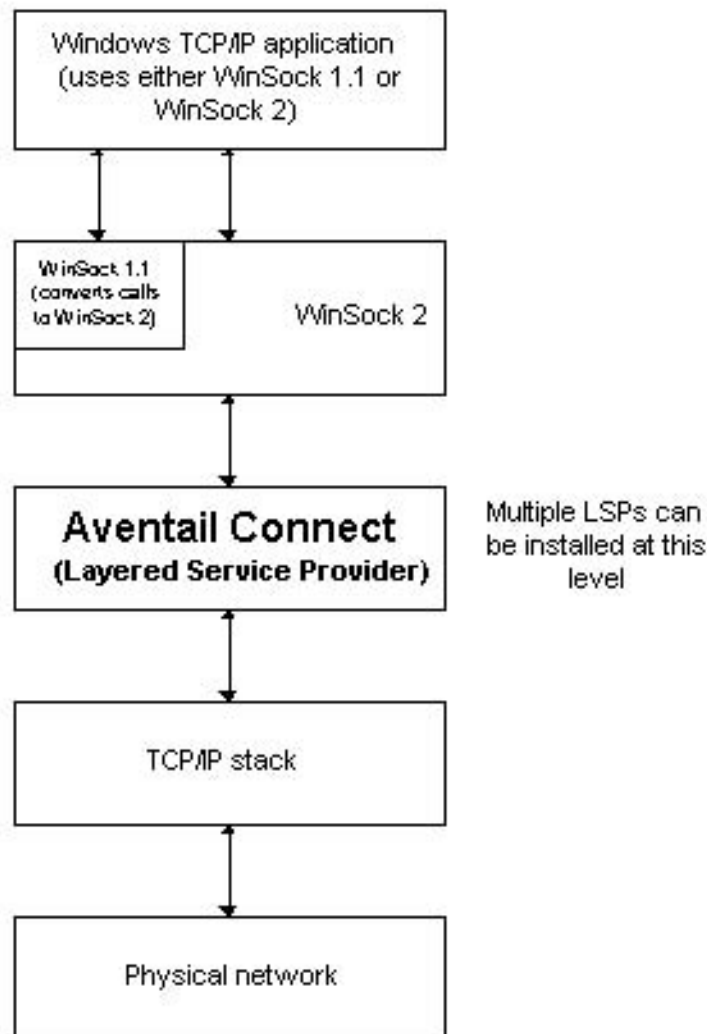 Windows TCP/IP application
(uses either WinSock 1.1 or
WinSock 2)
WinSock 1.1
(converts calls
to WinSock 2)
WinSock 2
Aventail Connect
(Layered Service Provider)
Multiple LSPs can
be installed at this
level
TCP/IP stack
Physical network